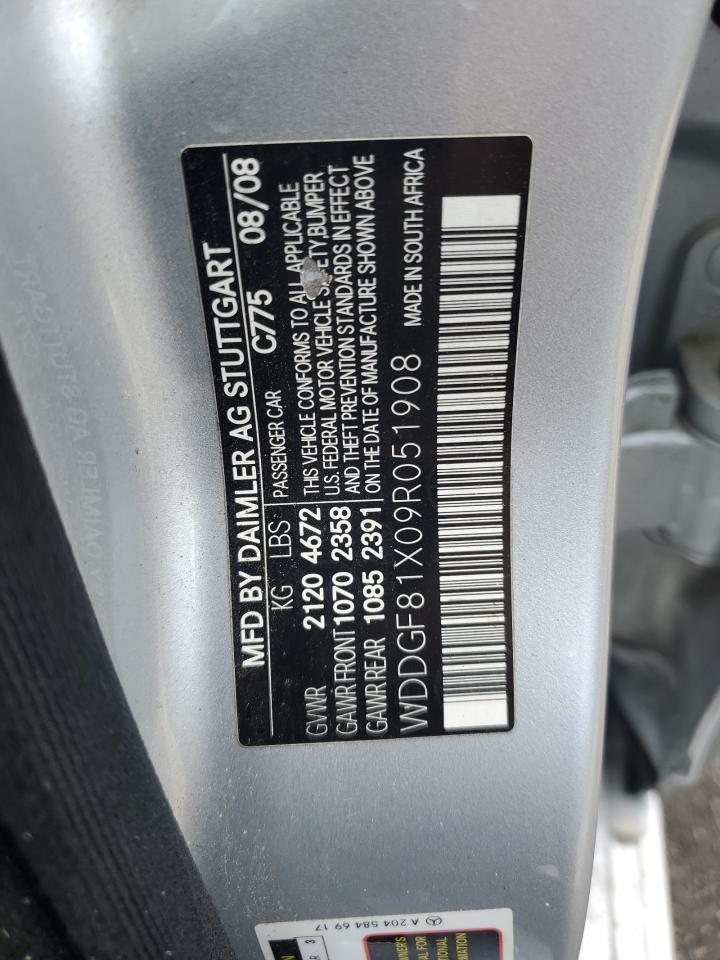 MFD BY DAIMLER AG STUTTGART
KG LBS PASSENGER CAR C775 08/08
GVWR 2120 4672 THIS VEHICLE CONFORMS TO ALL APPLICABLE
GAWR FRONT 1070 2358 U.S. FEDERAL MOTOR VEHICLE SAFETY, BUMPER
GAWR REAR 1085 2391 AND THEFT PREVENTION STANDARDS IN EFFECT
ON THE DATE OF MANUFACTURE SHOWN ABOVE
WDDGF81X09R051908 MADE IN SOUTH AFRICA
A 204 584 69 17